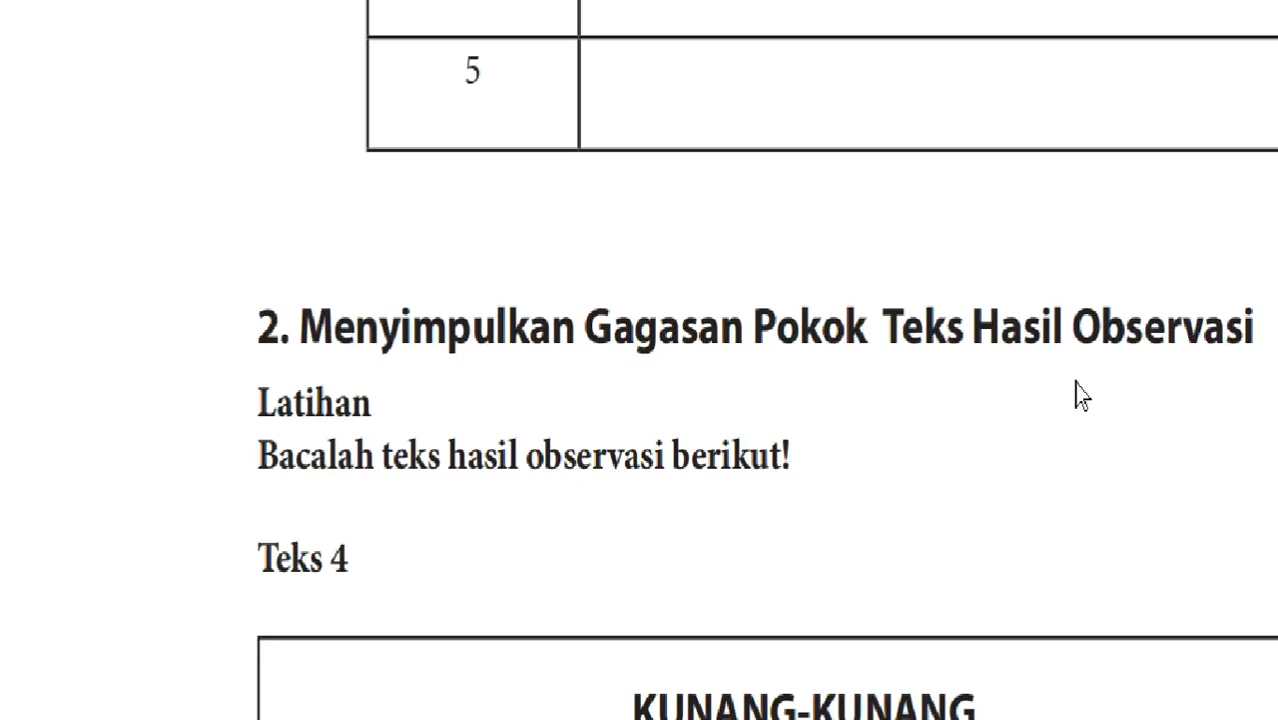 5
2. Menyimpulkan Gagasan Pokok Teks Hasil Observasi
Latihan
Bacalah teks hasil observasi berikut!
Teks 4
KUNANG-KUNANG